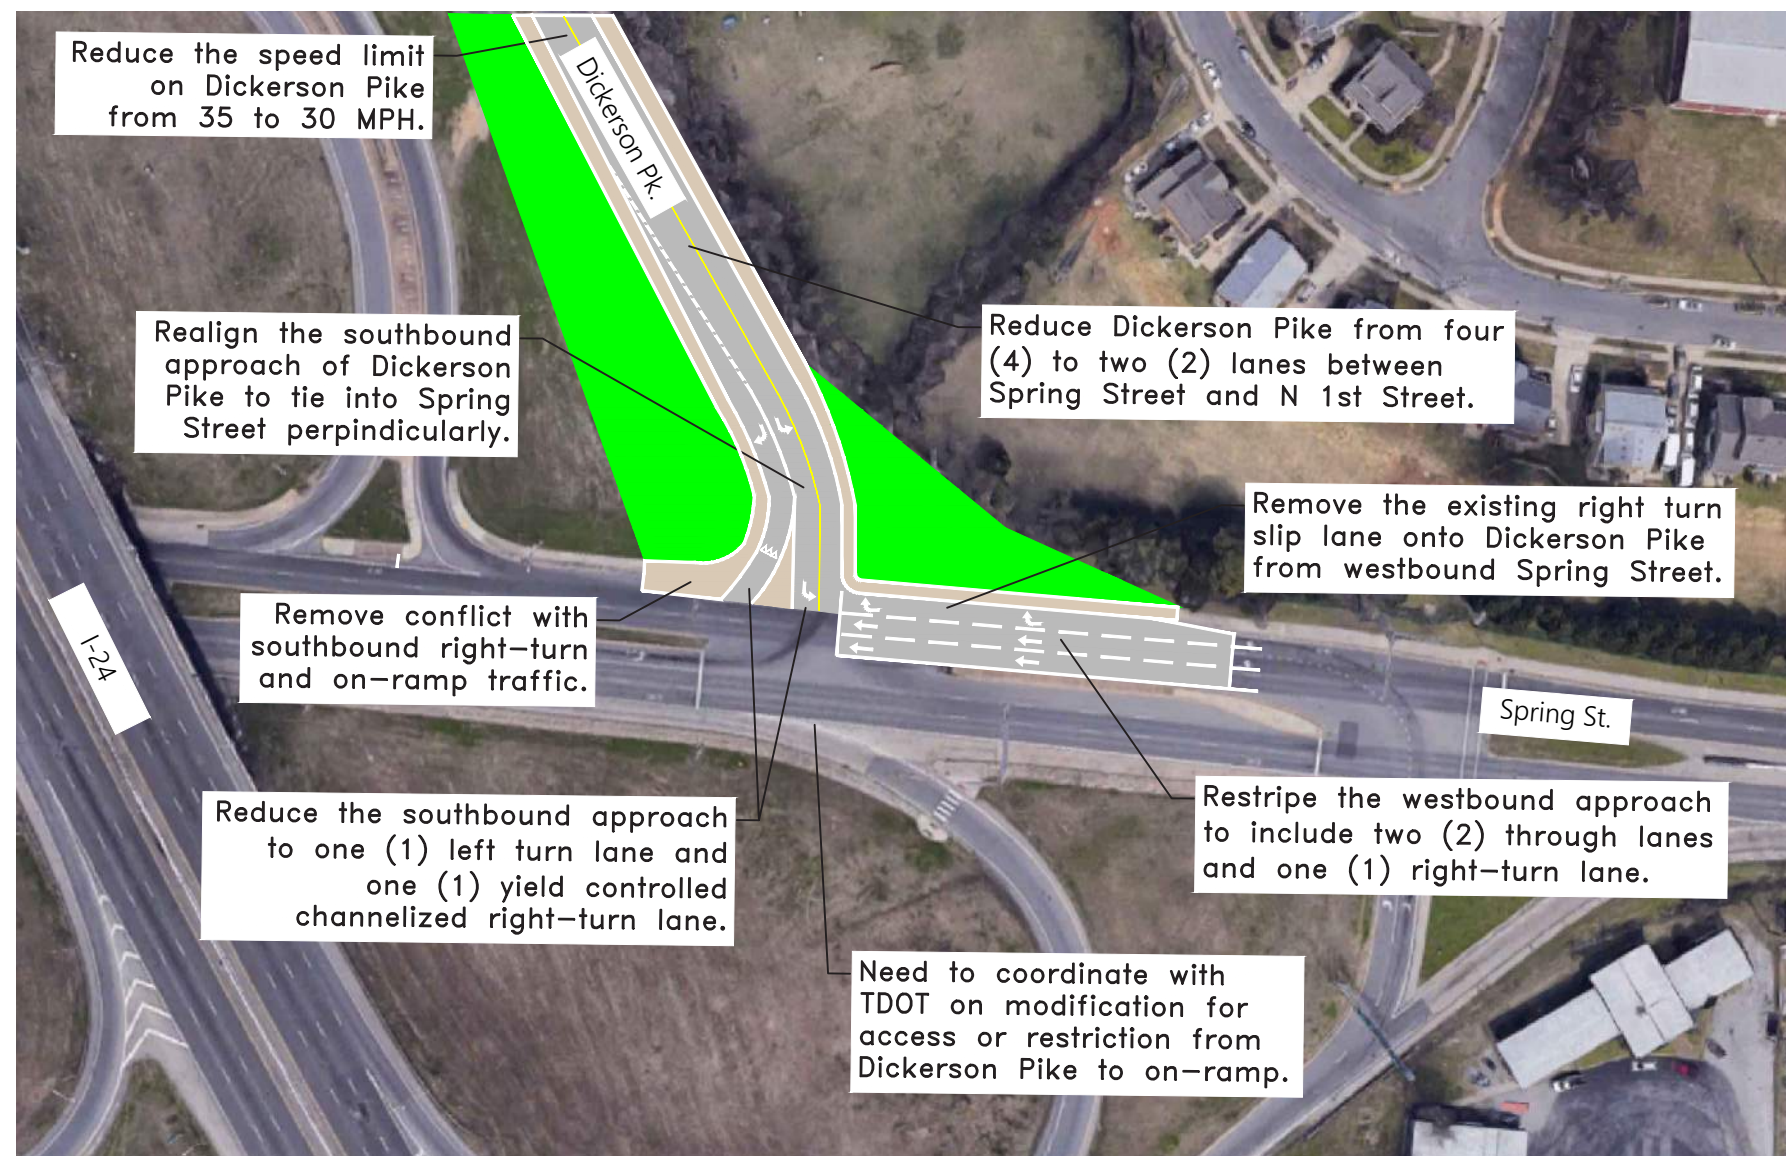 Reduce the speed limit
on Dickerson Pike
from 35 to 30 MPH.
Dickerson Pk.
Realign the southbound
approach of Dickerson
Pike to tie into Spring
Street perpindicularly.
Reduce Dickerson Pike from four
(4) to two (2) lanes between
Spring Street and N 1st Street.
Remove the existing right turn
slip lane onto Dickerson Pike
from westbound Spring Street.
Remove conflict with
southbound right-turn
and on-ramp traffic.
I-24
Spring St.
Reduce the southbound approach
to one (1) left turn lane and
one (1) yield controlled
channelized right-turn lane.
Restripe the westbound approach
to include two (2) through lanes
and one (1) right-turn lane.
Need to coordinate with
TDOT on modification for
access or restriction from
Dickerson Pike to on-ramp.